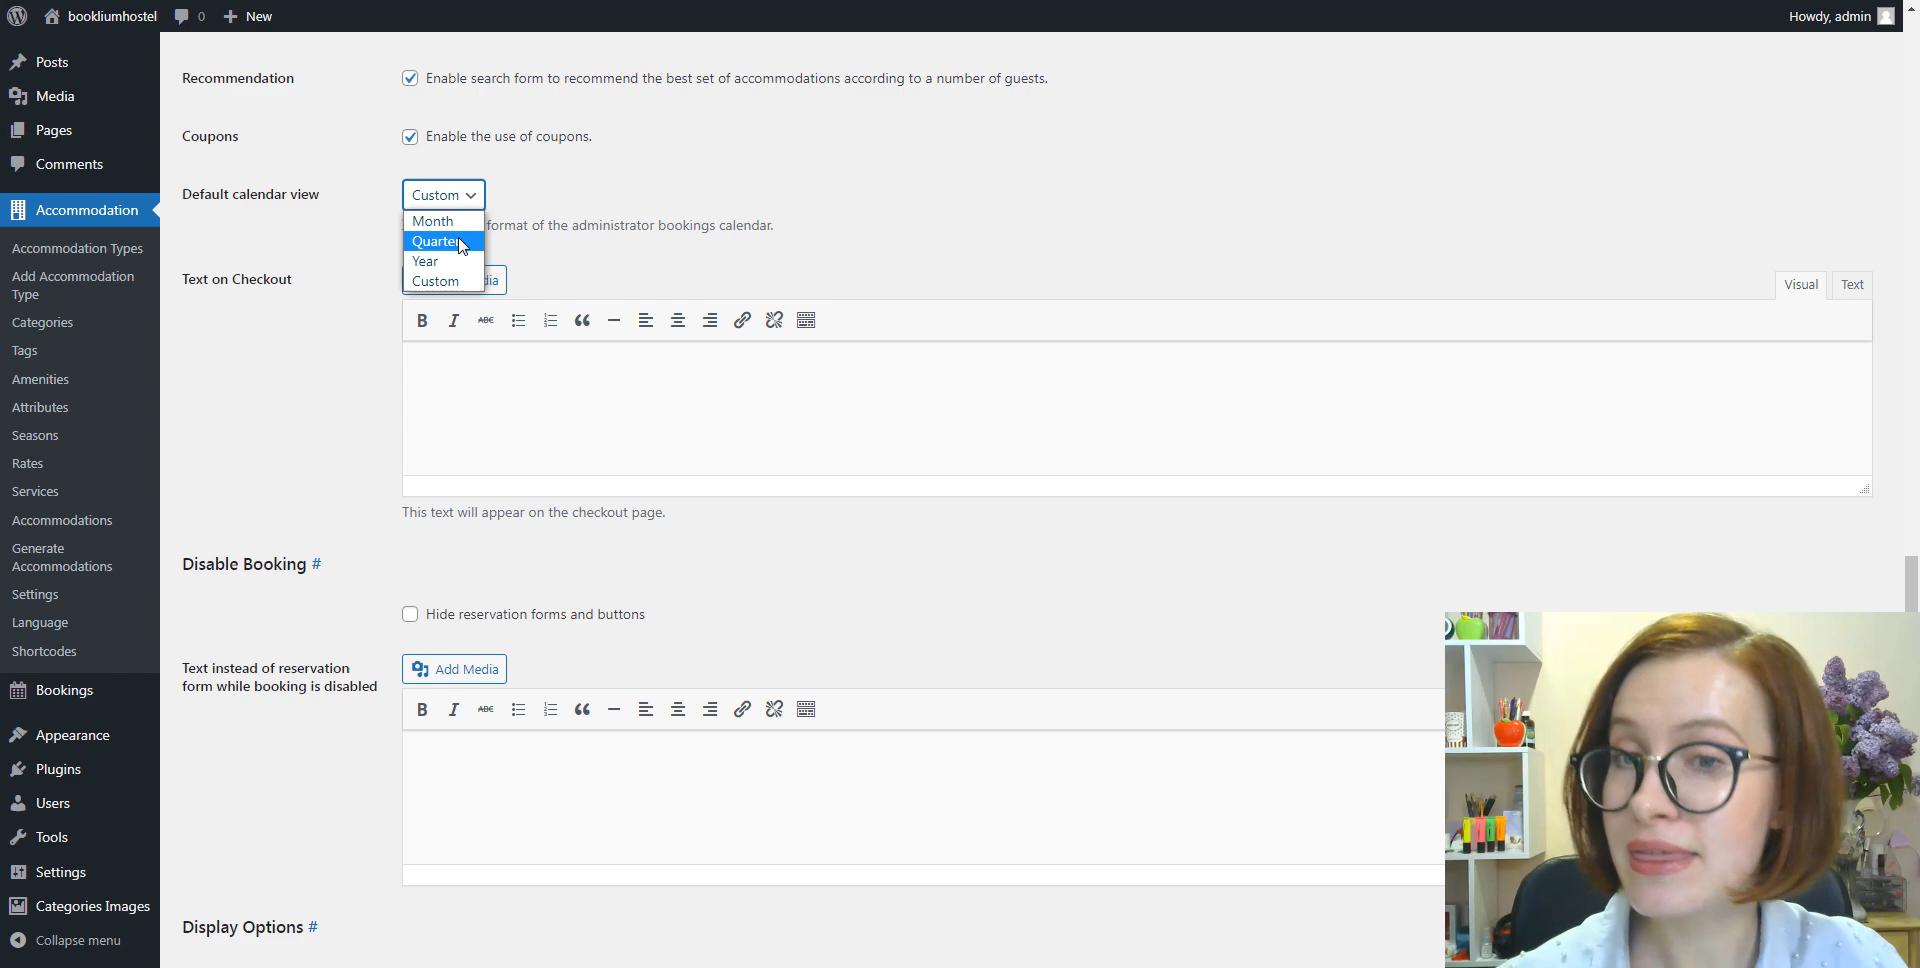 bookliumhostel
0
New
Howdy, admin
Posts
Media
Pages
Comments
Accommodation
Accommodation Types
Add Accommodation
Type
Categories
Tags
Amenities
Attributes
Seasons
Rates
Services
Accommodations
Generate
Accommodations
Settings
Language
Shortcodes
Bookings
Appearance
Plugins
Users
Tools
Settings
Categories Images
Collapse menu
Recommendation
Enable search form to recommend the best set of accommodations according to a number of guests.
Coupons
Enable the use of coupons.
Default calendar view
Custom
Month
Quarter
Year
Custom
format of the administrator bookings calendar.
Text on Checkout
Visual
Text
B I ABC
This text will appear on the checkout page.
Disable Booking #
Hide reservation forms and buttons
Text instead of reservation
form while booking is disabled
Add Media
B I ABC
Display Options #